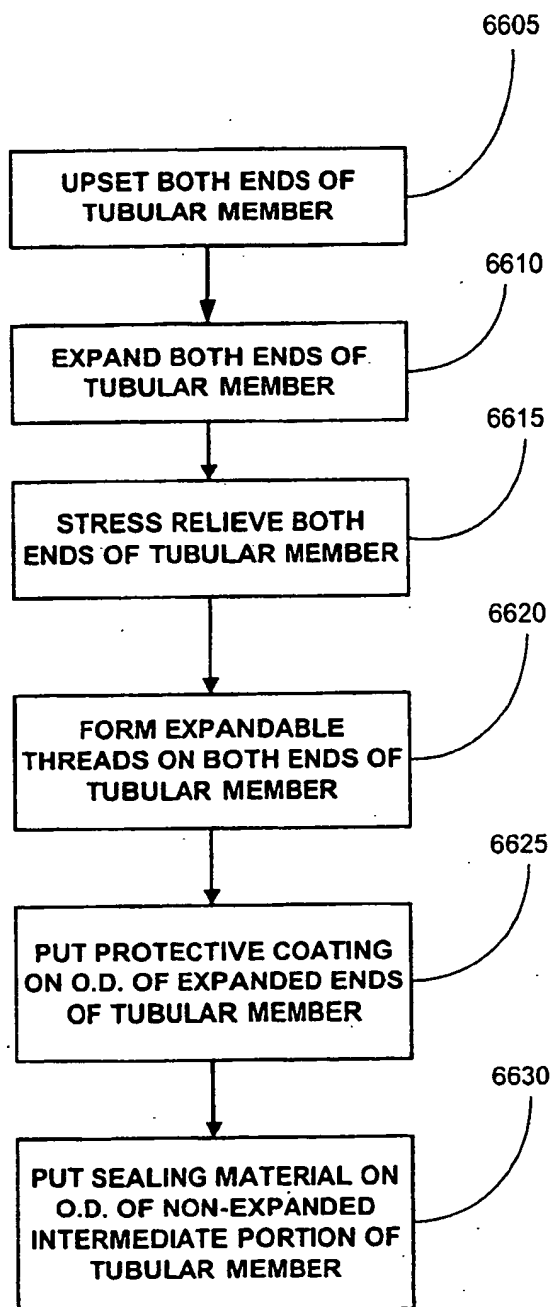 6605
UPSET BOTH ENDS OF
TUBULAR MEMBER
6610
EXPAND BOTH ENDS OF
TUBULAR MEMBER
6615
STRESS RELIEVE BOTH
ENDS OF TUBULAR MEMBER
6620
FORM EXPANDABLE
THREADS ON BOTH ENDS OF
TUBULAR MEMBER
6625
PUT PROTECTIVE COATING
ON O.D. OF EXPANDED ENDS
OF TUBULAR MEMBER
6630
PUT SEALING MATERIAL ON
O.D. OF NON-EXPANDED
INTERMEDIATE PORTION OF
TUBULAR MEMBER